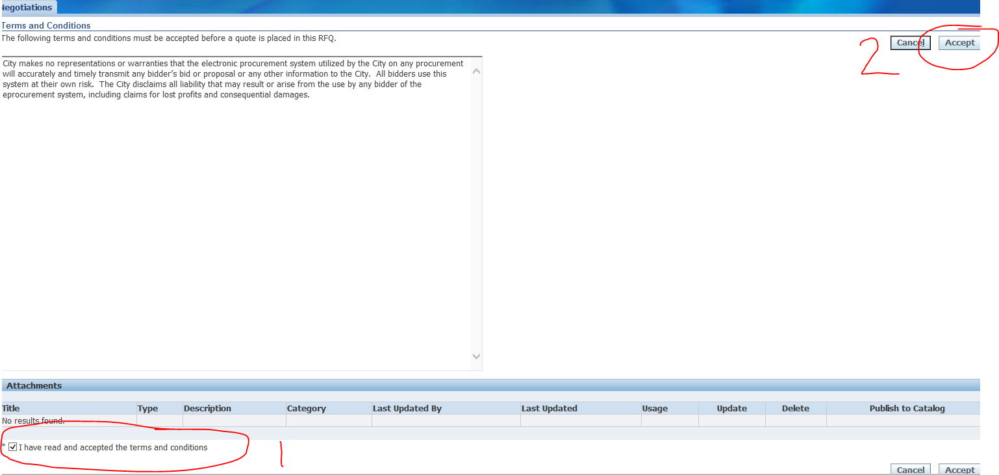 Negotiations
Terms and Conditions
The following terms and conditions must be accepted before a quote is placed in this RFQ.
2
Cancel Accept
City makes no representations or warranties that the electronic procurement system utilized by the City on any procurement
will accurately and timely transmit any bidder's bid or proposal or any other information to the City.  All bidders use this
system at their own risk.  The City disclaims all liability that may result or arise from the use by any bidder of the
eprocurement system, including claims for lost profits and consequential damages.
Attachments
Title Type Description Category Last Updated By Last Updated Usage Update Delete Publish to Catalog
No results found.
* I have read and accepted the terms and conditions
1
Cancel Accept